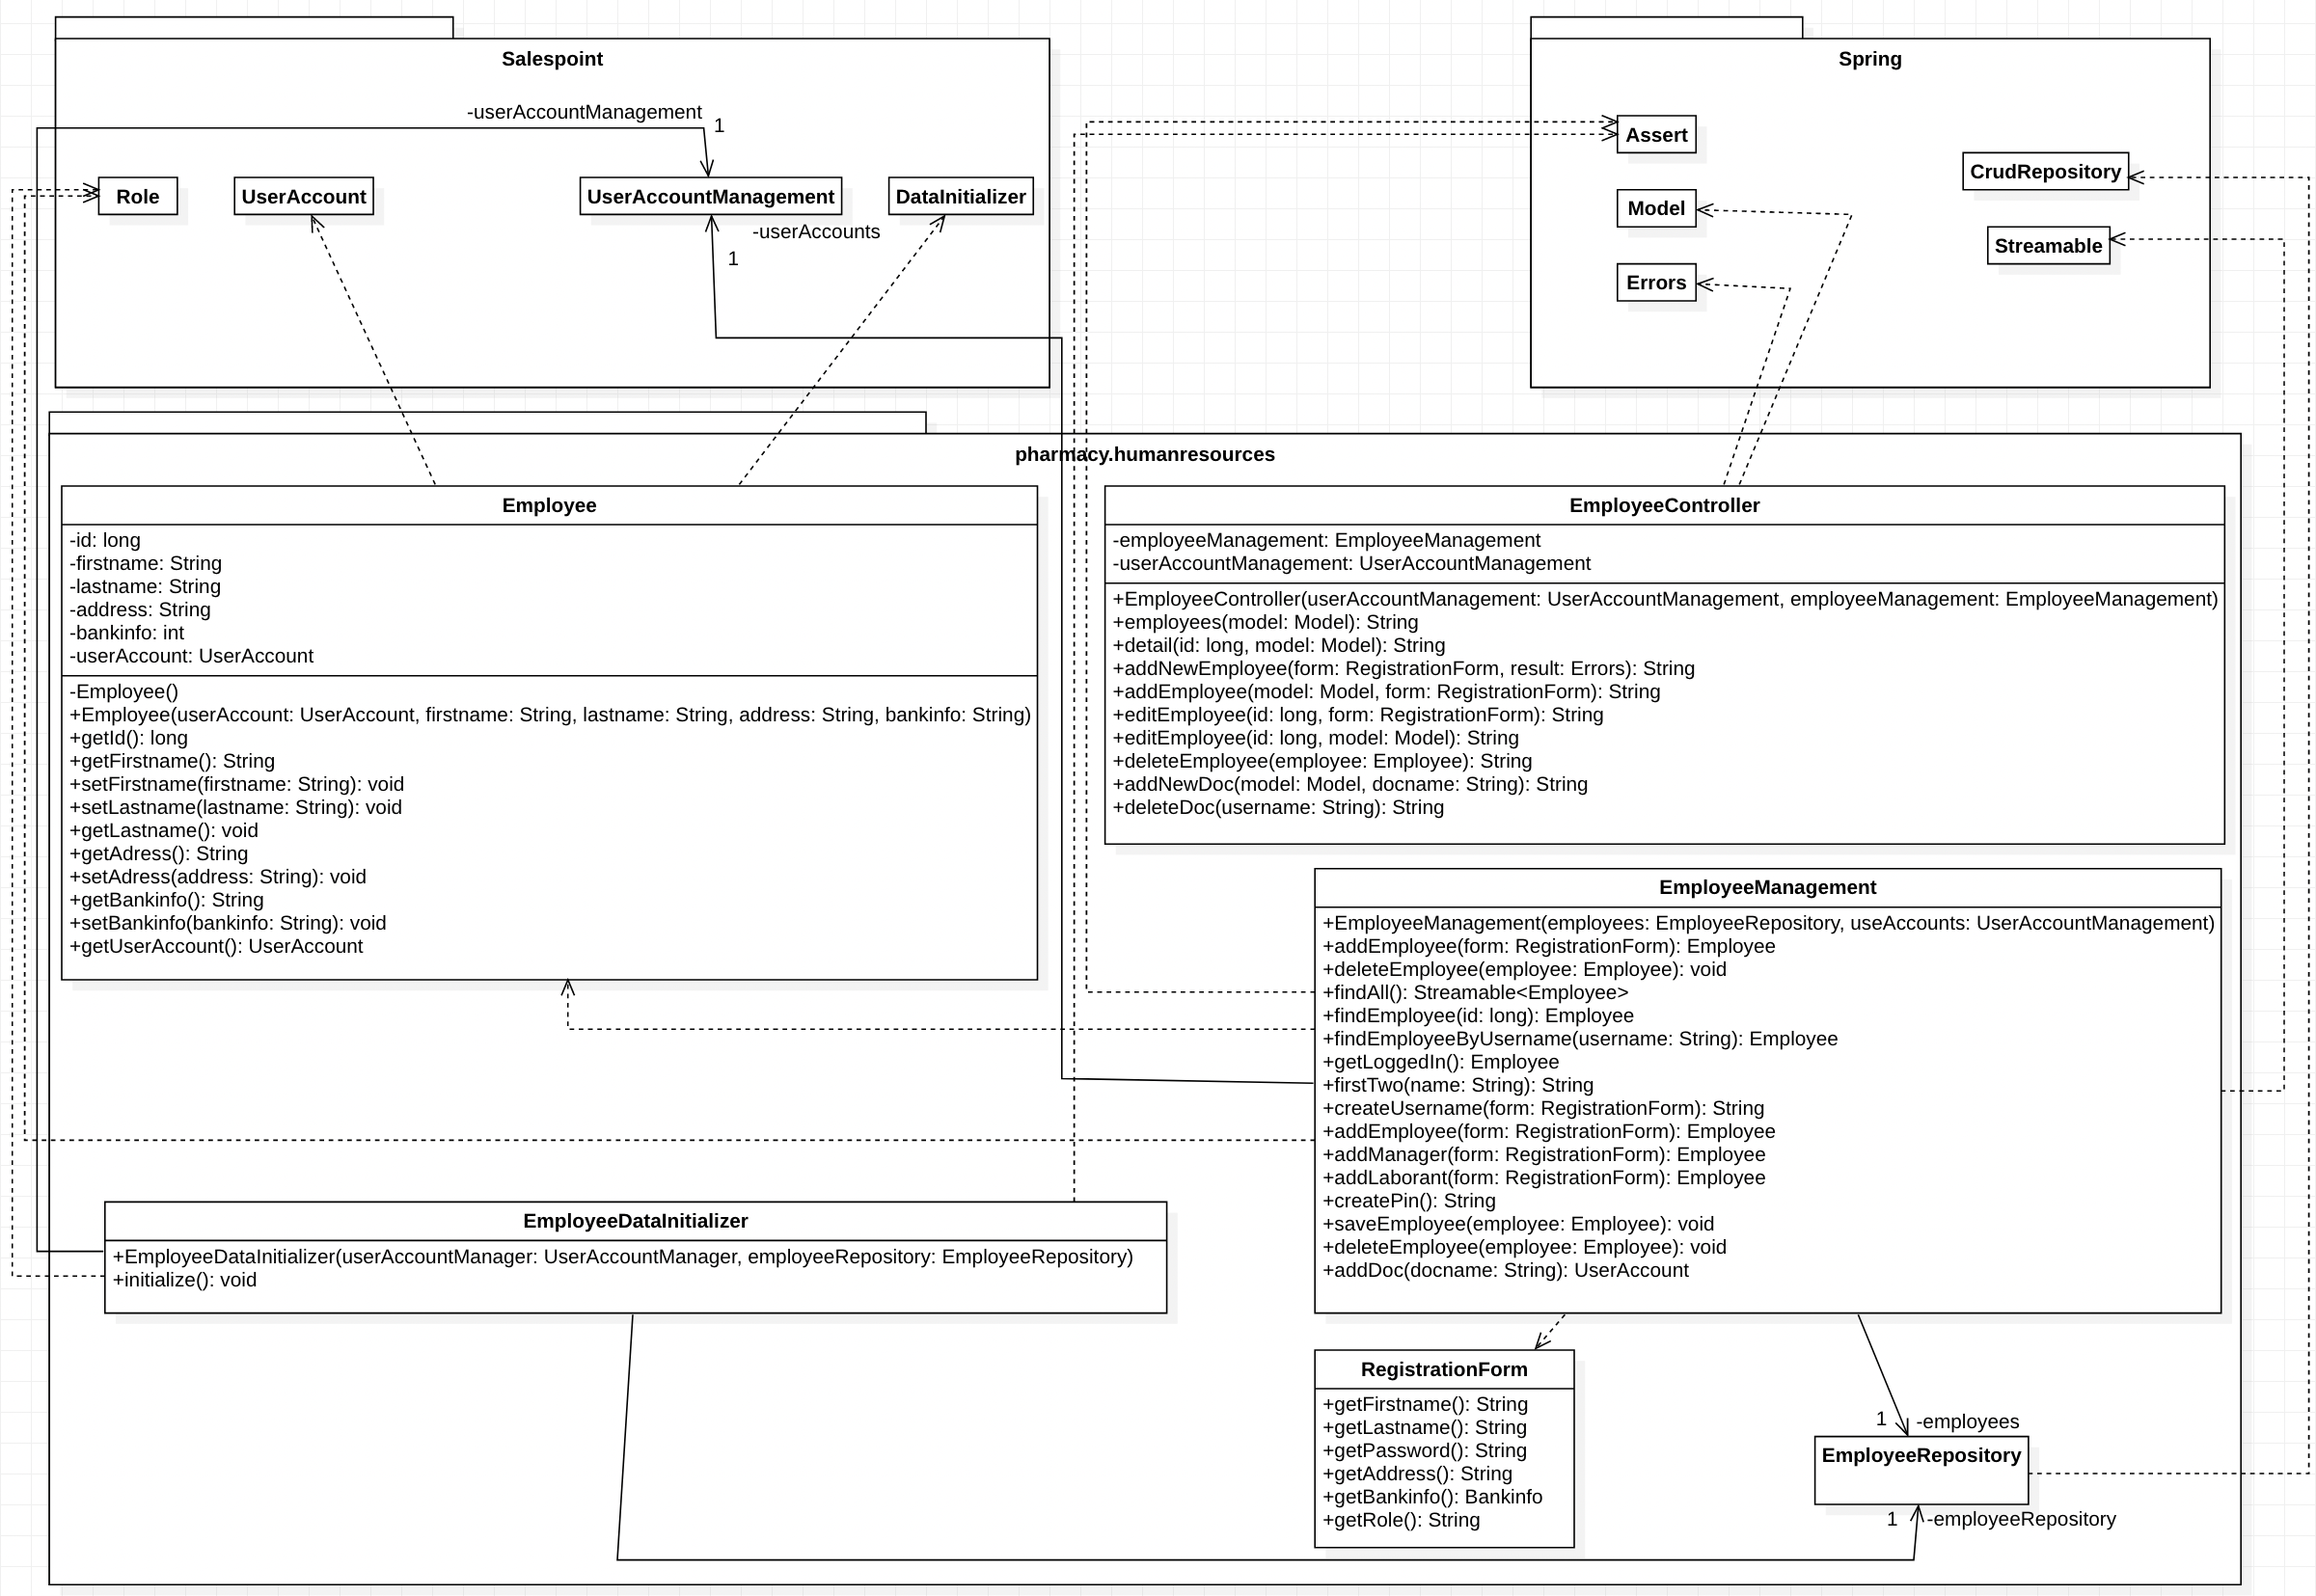 Salespoint
-userAccountManagement
1
Role
UserAccount
UserAccountManagement
DataInitializer
-userAccounts
1
Spring
Assert
Model
Errors
CrudRepository
Streamable
pharmacy.humanresources
Employee
-id: long
-firstname: String
-lastname: String
-address: String
-bankinfo: int
-userAccount: UserAccount
-Employee()
+Employee(userAccount: UserAccount, firstname: String, lastname: String, address: String, bankinfo: String)
+getId(): long
+getFirstname(): String
+setFirstname(firstname: String): void
+setLastname(lastname: String): void
+getLastname(): void
+getAdress(): String
+setAdress(address: String): void
+getBankinfo(): String
+setBankinfo(bankinfo: String): void
+getUserAccount(): UserAccount
EmployeeController
-employeeManagement: EmployeeManagement
-userAccountManagement: UserAccountManagement
+EmployeeController(userAccountManagement: UserAccountManagement, employeeManagement: EmployeeManagement)
+employees(model: Model): String
+detail(id: long, model: Model): String
+addNewEmployee(form: RegistrationForm, result: Errors): String
+addEmployee(model: Model, form: RegistrationForm): String
+editEmployee(id: long, form: RegistrationForm): String
+editEmployee(id: long, model: Model): String
+deleteEmployee(employee: Employee): String
+addNewDoc(model: Model, docname: String): String
+deleteDoc(username: String): String
EmployeeManagement
+EmployeeManagement(employees: EmployeeRepository, useAccounts: UserAccountManagement)
+addEmployee(form: RegistrationForm): Employee
+deleteEmployee(employee: Employee): void
+findAll(): Streamable<Employee>
+findEmployee(id: long): Employee
+findEmployeeByUsername(username: String): Employee
+getLoggedIn(): Employee
+firstTwo(name: String): String
+createUsername(form: RegistrationForm): String
+addEmployee(form: RegistrationForm): Employee
+addManager(form: RegistrationForm): Employee
+addLaborant(form: RegistrationForm): Employee
+createPin(): String
+saveEmployee(employee: Employee): void
+deleteEmployee(employee: Employee): void
+addDoc(docname: String): UserAccount
EmployeeDataInitializer
+EmployeeDataInitializer(userAccountManager: UserAccountManager, employeeRepository: EmployeeRepository)
+initialize(): void
RegistrationForm
+getFirstname(): String
+getLastname(): String
+getPassword(): String
+getAddress(): String
+getBankinfo(): Bankinfo
+getRole(): String
1
-employees
EmployeeRepository
1
-employeeRepository